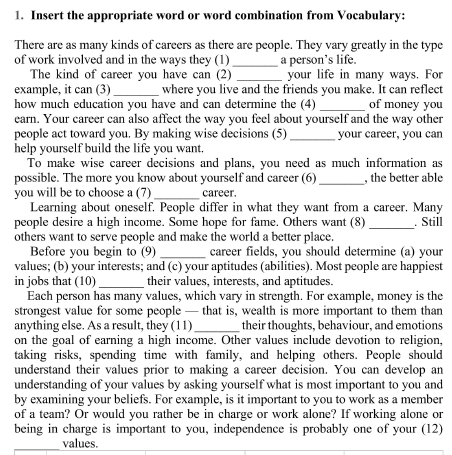 1. Insert the appropriate word or word combination from Vocabulary:
There are as many kinds of careers as there are people. They vary greatly in the type
of work involved and in the ways they (1) ________ a person's life.
The kind of career you have can (2) ________ your life in many ways. For
example, it can (3) ________ where you live and the friends you make. It can reflect
how much education you have and can determine the (4) ________ of money you
earn. Your career can also affect the way you feel about yourself and the way other
people act toward you. By making wise decisions (5) ________ your career, you can
help yourself build the life you want.
To make wise career decisions and plans, you need as much information as
possible. The more you know about yourself and career (6) ________, the better able
you will be to choose a (7) ________ career.
Learning about oneself. People differ in what they want from a career. Many
people desire a high income. Some hope for fame. Others want (8) ________. Still
others want to serve people and make the world a better place.
Before you begin to (9) ________ career fields, you should determine (a) your
values; (b) your interests; and (c) your aptitudes (abilities). Most people are happiest
in jobs that (10) ________ their values, interests, and aptitudes.
Each person has many values, which vary in strength. For example, money is the
strongest value for some people — that is, wealth is more important to them than
anything else. As a result, they (11) ________ their thoughts, behaviour, and emotions
on the goal of earning a high income. Other values include devotion to religion,
taking risks, spending time with family, and helping others. People should
understand their values prior to making a career decision. You can develop an
understanding of your values by asking yourself what is most important to you and
by examining your beliefs. For example, is it important to you to work as a member
of a team? Or would you rather be in charge or work alone? If working alone or
being in charge is important to you, independence is probably one of your (12)
________ values.